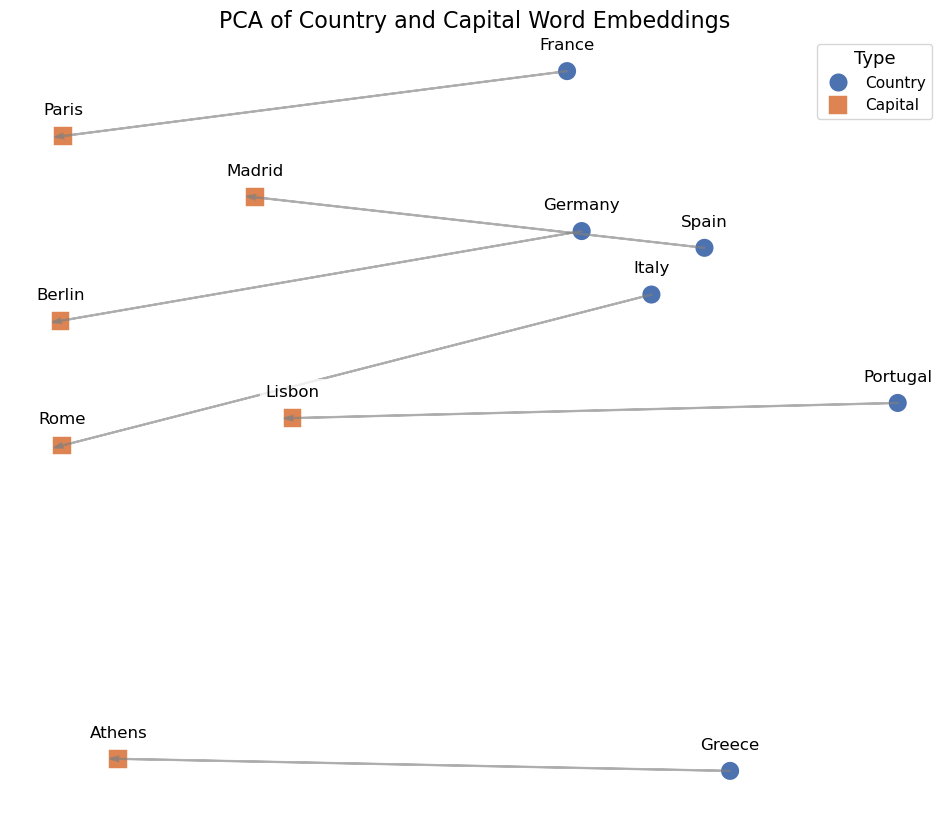 PCA of Country and Capital Word Embeddings
France
Type
Country
Capital
Paris
Madrid
Germany
Spain
Italy
Berlin
Portugal
Lisbon
Rome
Athens
Greece